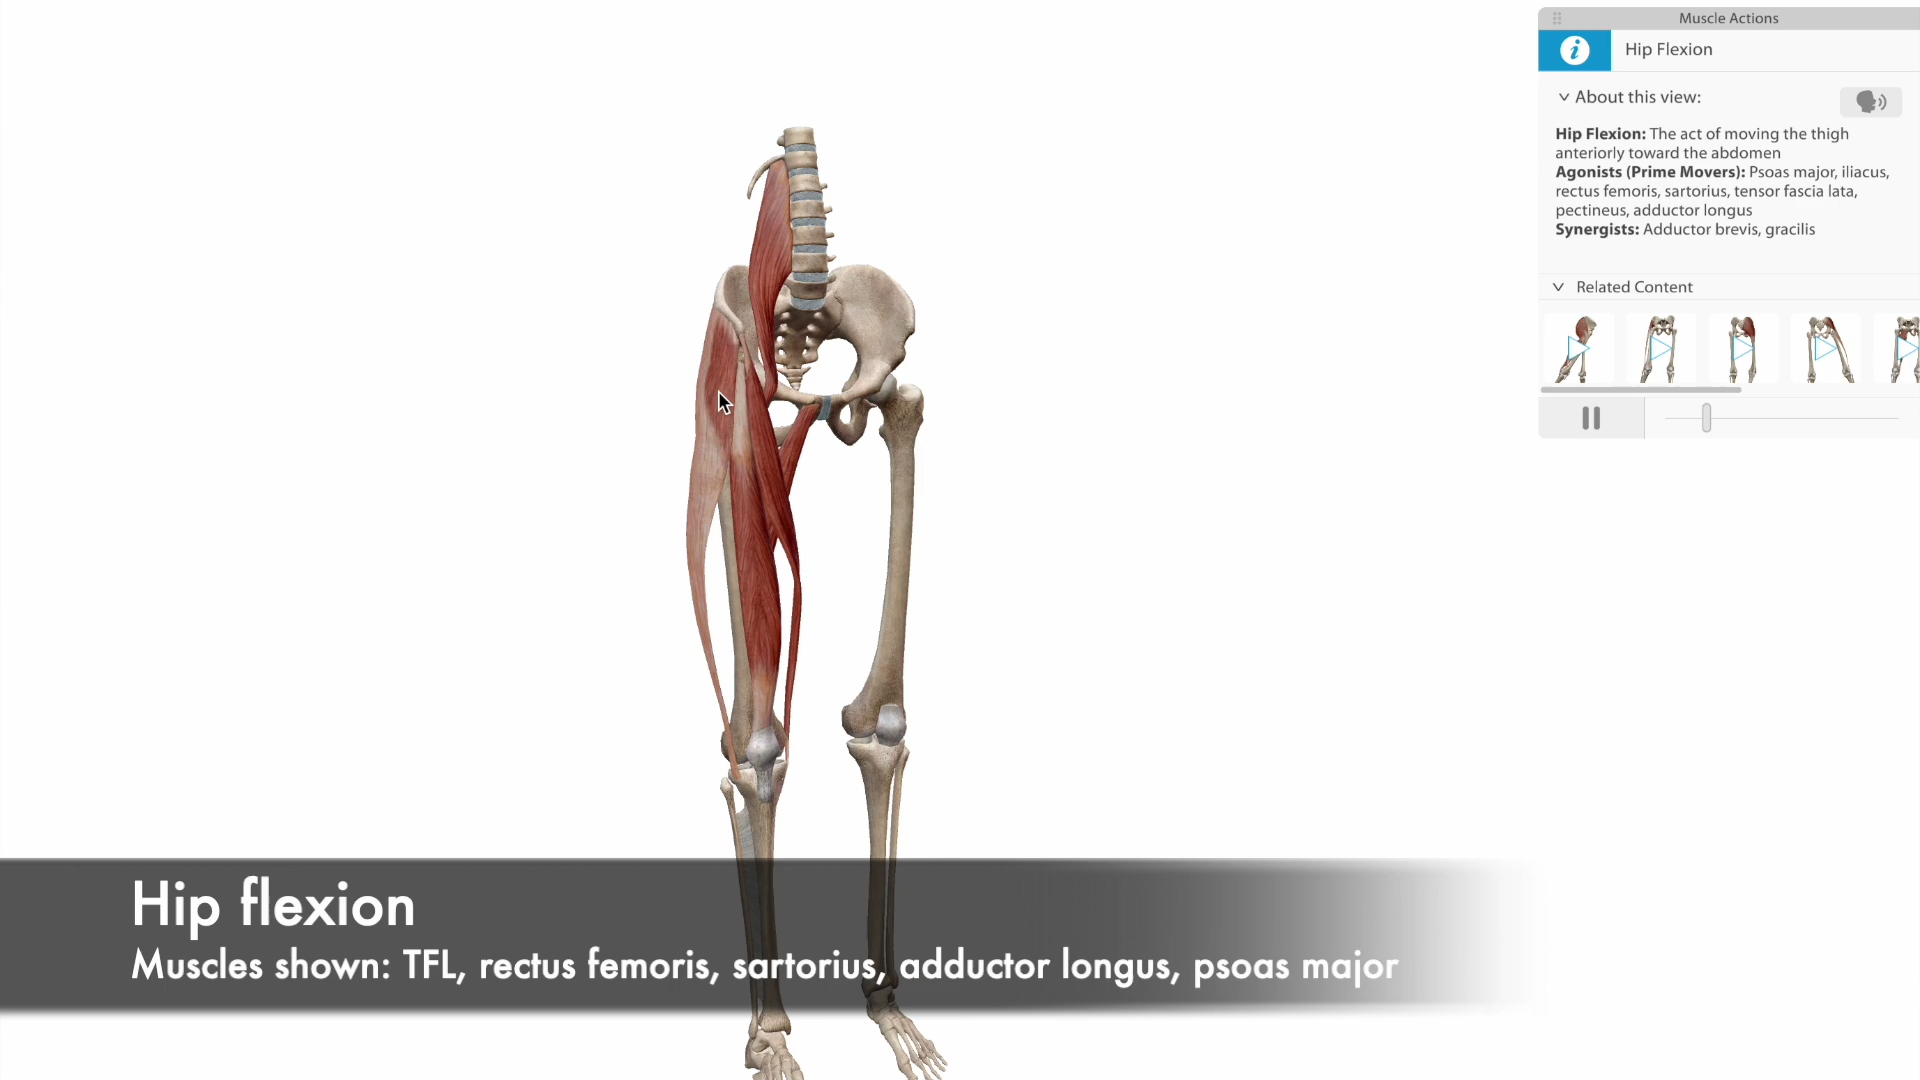 Muscle Actions
Hip Flexion
About this view:
Hip Flexion: The act of moving the thigh
anteriorly toward the abdomen
Agonists (Prime Movers): Psoas major, iliacus,
rectus femoris, sartorius, tensor fascia lata,
pectineus, adductor longus
Synergists: Adductor brevis, gracilis
Related Content
Hip flexion
Muscles shown: TFL, rectus femoris, sartorius, adductor longus, psoas major